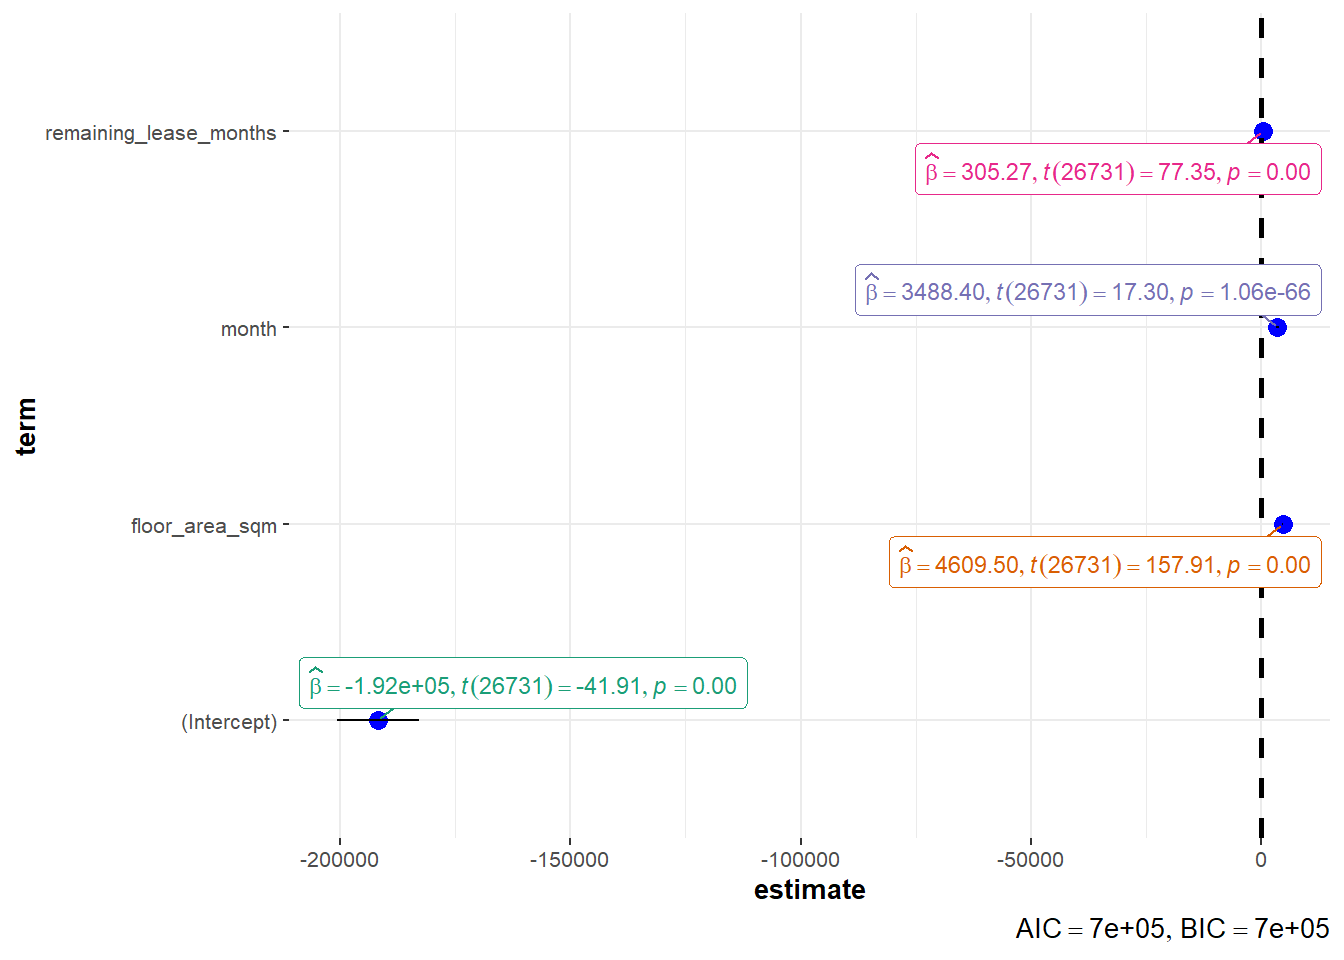 remaining_lease_months
β̂ = 305.27, t(26731) = 77.35, p = 0.00
β̂ = 3488.40, t(26731) = 17.30, p = 1.06e-66
month
term
floor_area_sqm
β̂ = 4609.50, t(26731) = 157.91, p = 0.00
β̂ = -1.92e+05, t(26731) = -41.91, p = 0.00
(Intercept)
-200000 -150000 -100000 -50000 0
estimate
AIC = 7e+05, BIC = 7e+05